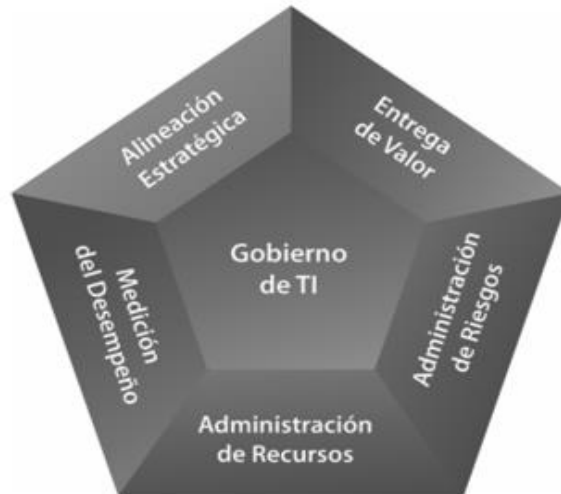 Alineación
Estratégica
Entrega
de Valor
Gobierno
de TI
Medición
del Desempeño
Administración
de Riesgos
Administración
de Recursos